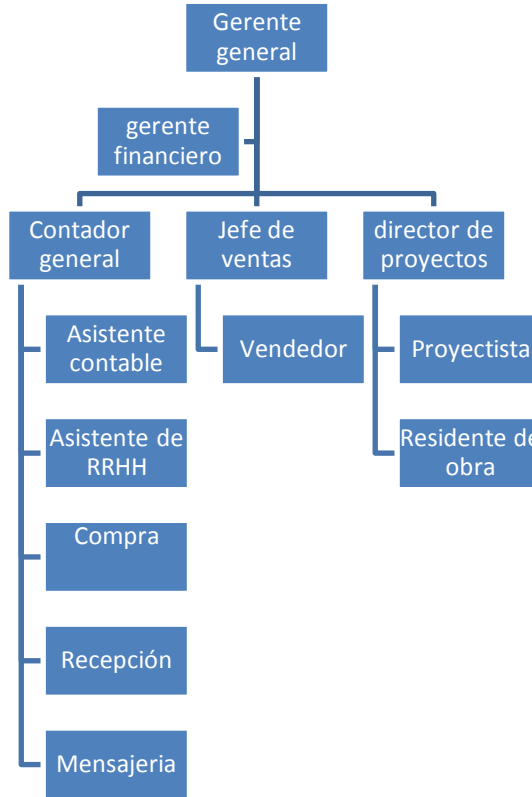 Gerente
general
gerente
financiero
Contador
general
Jefe de
ventas
director de
proyectos
Asistente
contable
Vendedor
Proyectista
Asistente de
RRHH
Residente de
obra
Compra
Recepción
Mensajeria